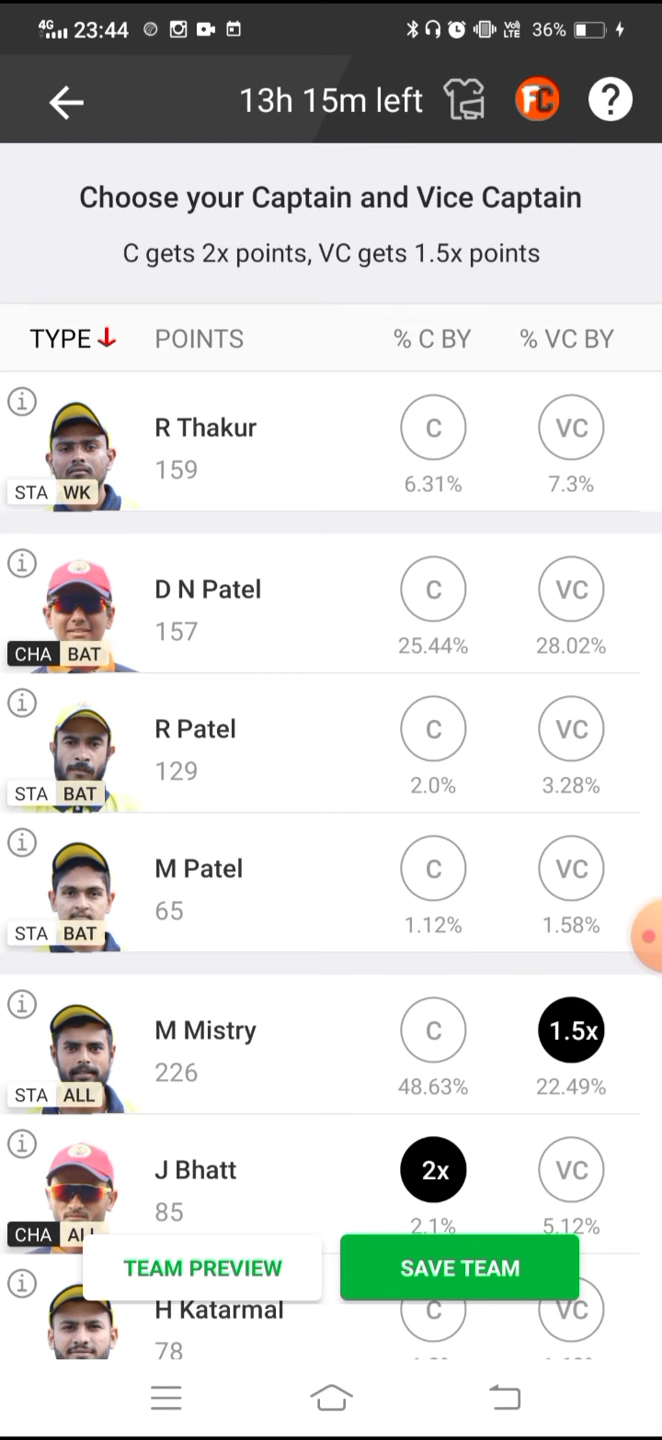 4G 23:44 Vol LTE 36%
13h 15m left FC ?
Choose your Captain and Vice Captain
C gets 2x points, VC gets 1.5x points
TYPE POINTS % C BY % VC BY
R Thakur C VC
159 6.31% 7.3%
STA WK
D N Patel C VC
157 25.44% 28.02%
CHA BAT
R Patel C VC
129 2.0% 3.28%
STA BAT
M Patel C VC
65 1.12% 1.58%
STA BAT
M Mistry C 1.5x
226 48.63% 22.49%
STA ALL
J Bhatt 2x VC
85 2.1% 5.12%
CHA ALL
TEAM PREVIEW SAVE TEAM
H Katarmal C VC
78